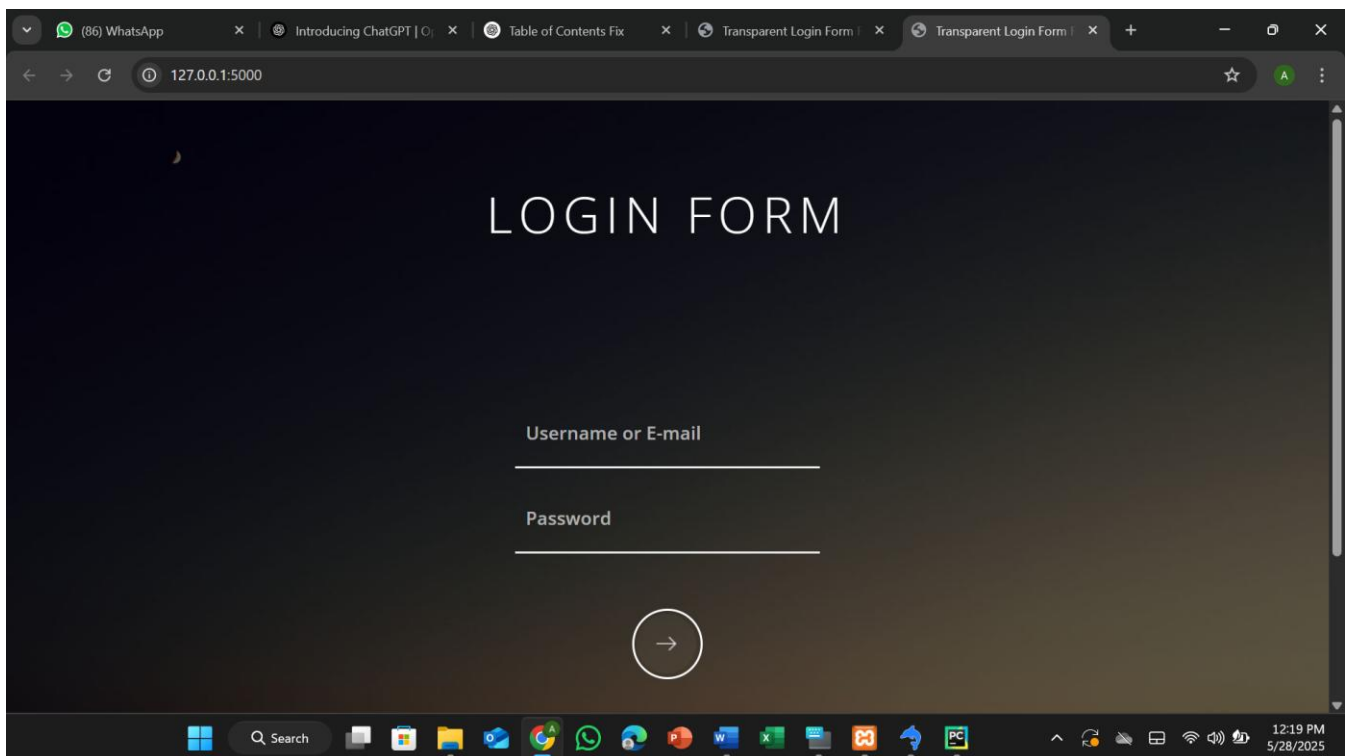 (86) WhatsApp
Introducing ChatGPT | O
Table of Contents Fix
Transparent Login Form
Transparent Login Form
127.0.0.1:5000
A
LOGIN FORM
Username or E-mail
Password
Search
PC
12:19 PM
5/28/2025